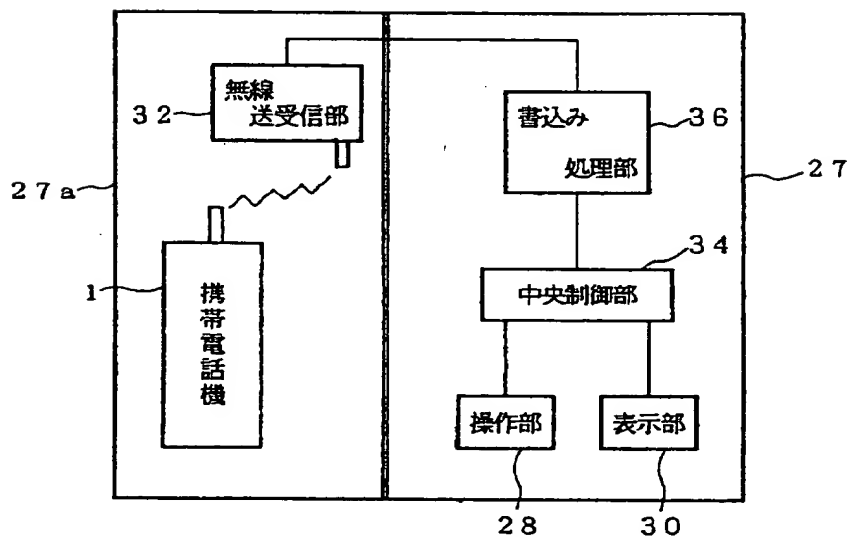 無線
送受信部
32
書込み
処理部
36
27a
27
34
1
中央制御部
携帯電話機
操作部
表示部
28
30